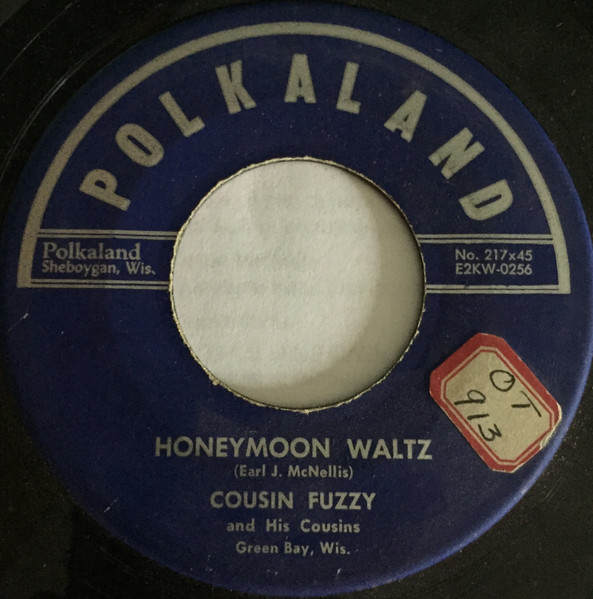 POLKALAND
Polkaland
Sheboygan, Wis.
No. 217x45
E2KW-0256
OT
913
HONEYMOON WALTZ
(Earl J. McNellis)
COUSIN FUZZY
and His Cousins
Green Bay, Wis.